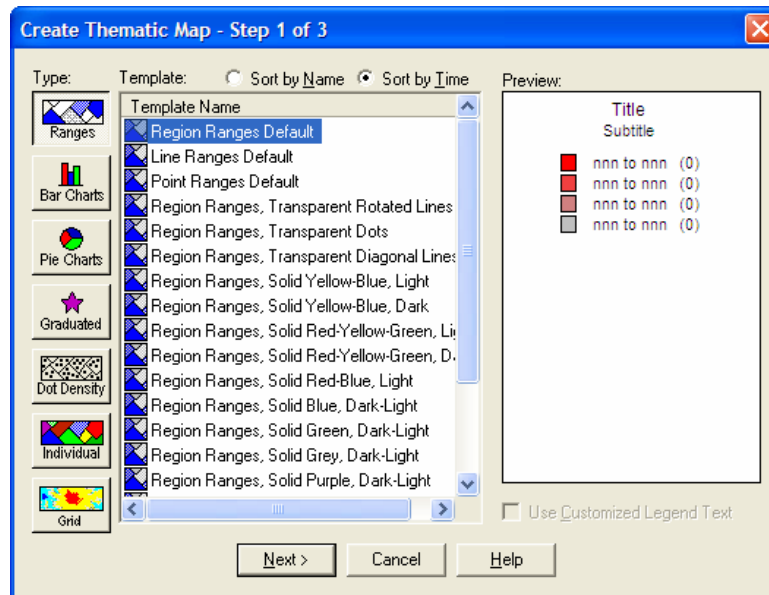 Create Thematic Map - Step 1 of 3
Type:
Template:
Sort by Name
Sort by Time
Preview:
Ranges
Bar Charts
Pie Charts
Graduated
Dot Density
Individual
Grid
Template Name
Region Ranges Default
Line Ranges Default
Point Ranges Default
Region Ranges, Transparent Rotated Lines
Region Ranges, Transparent Dots
Region Ranges, Transparent Diagonal Lines
Region Ranges, Solid Yellow-Blue, Light
Region Ranges, Solid Yellow-Blue, Dark
Region Ranges, Solid Red-Yellow-Green, Li
Region Ranges, Solid Red-Yellow-Green, D
Region Ranges, Solid Red-Blue, Light
Region Ranges, Solid Blue, Dark-Light
Region Ranges, Solid Green, Dark-Light
Region Ranges, Solid Grey, Dark-Light
Region Ranges, Solid Purple, Dark-Light
Title
Subtitle
nnn to nnn (0)
nnn to nnn (0)
nnn to nnn (0)
nnn to nnn (0)
Use Customized Legend Text
Next >
Cancel
Help